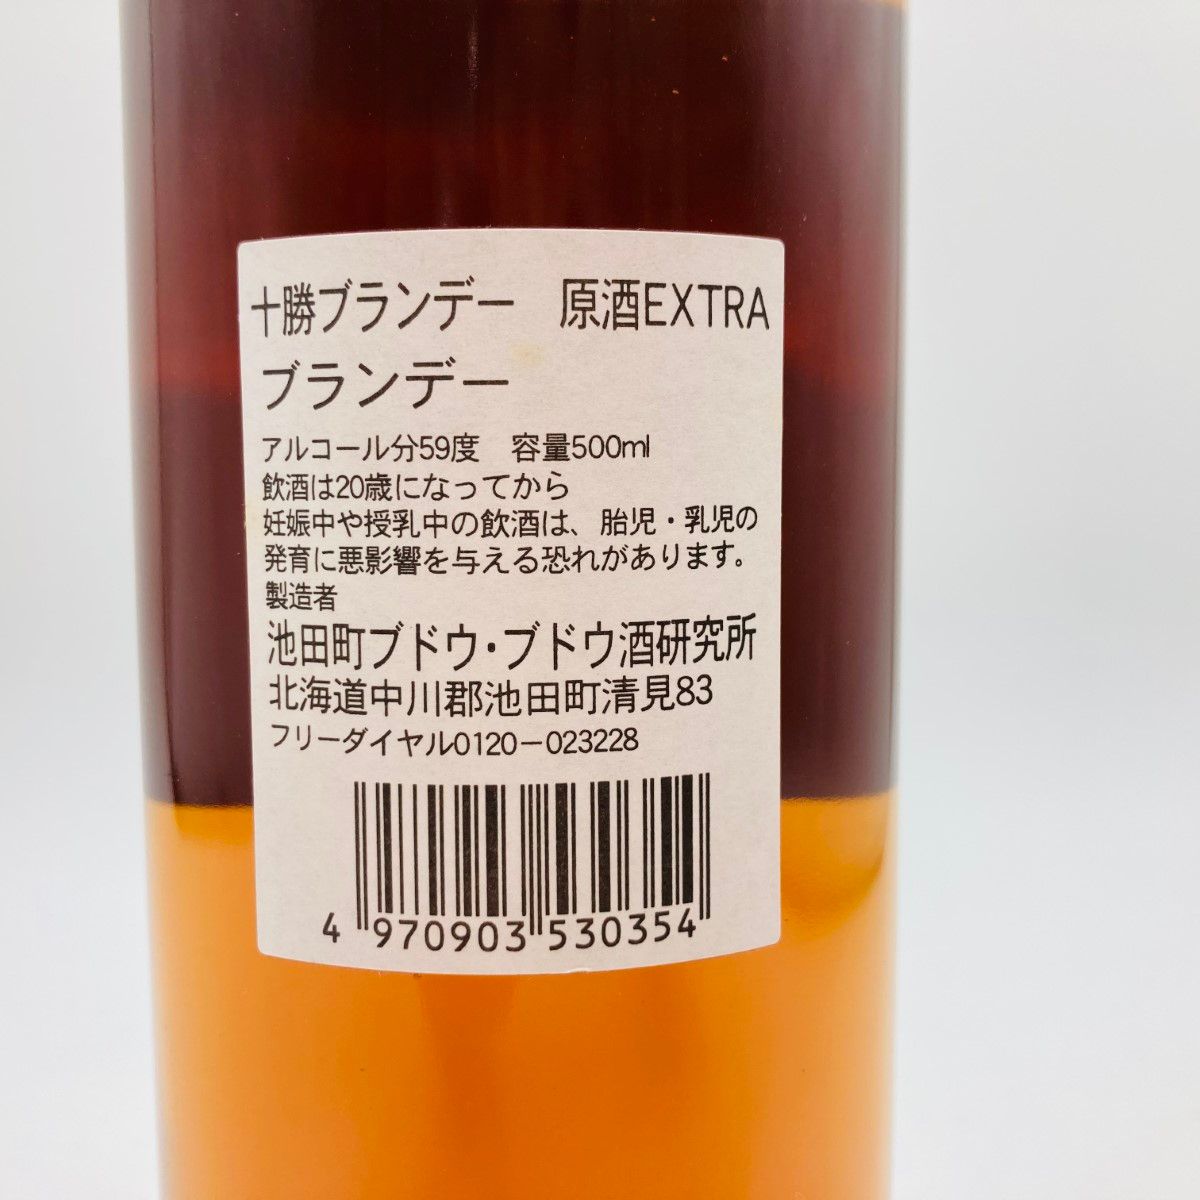 十勝ブランデー　原酒EXTRA
ブランデー
アルコール分59度　容量500ml
飲酒は20歳になってから
妊娠中や授乳中の飲酒は、胎児・乳児の
発育に悪影響を与える恐れがあります。
製造者
池田町ブドウ・ブドウ酒研究所
北海道中川郡池田町清見83
フリーダイヤル0120－023228
4 970903 530354